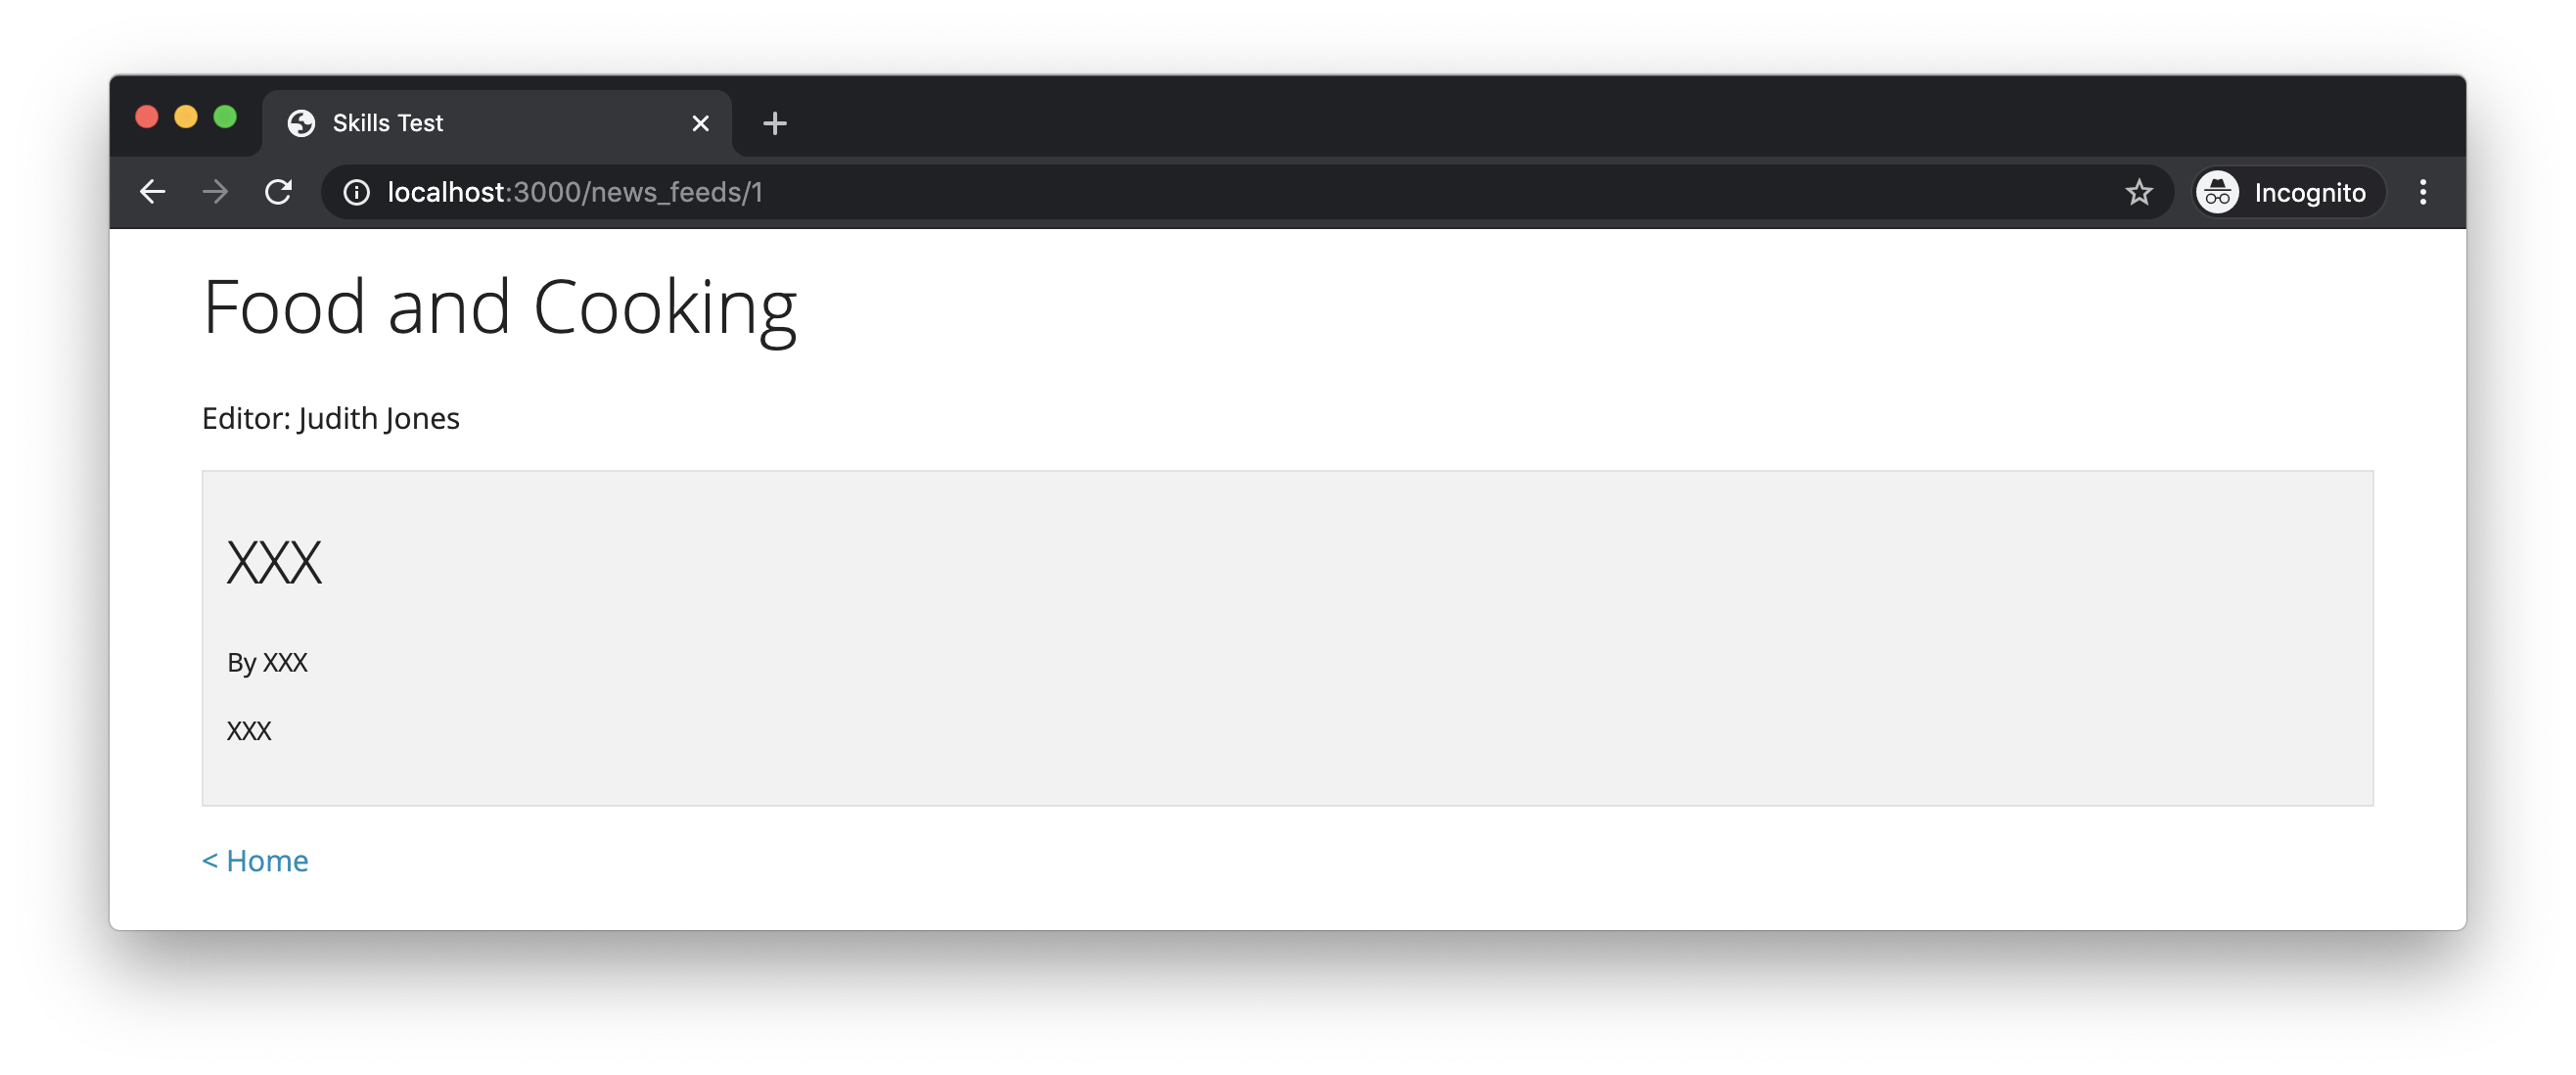 Skills Test
localhost:3000/news_feeds/1
Incognito
Food and Cooking
Editor: Judith Jones
XXX
By XXX
XXX
< Home